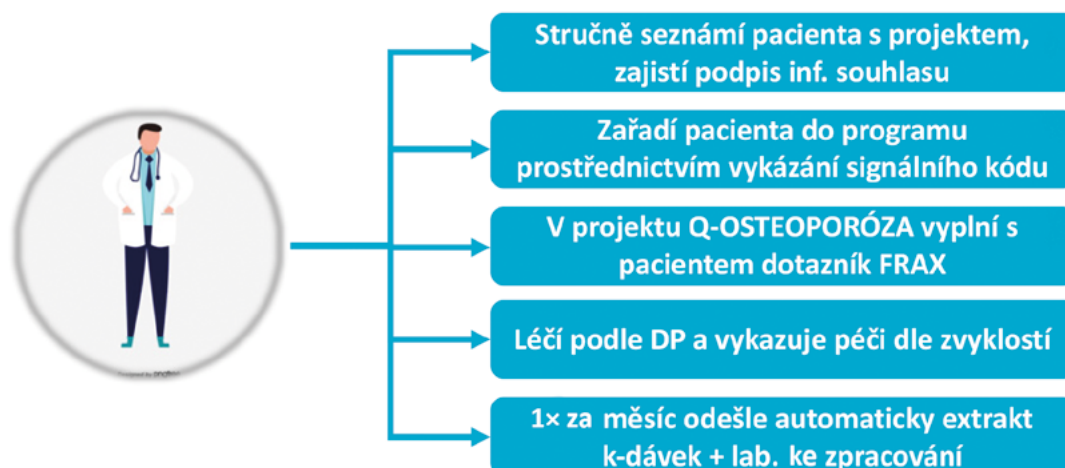 Stručně seznámí pacienta s projektem,
zajistí podpis inf. souhlasu
Zařadí pacienta do programu
prostřednictvím vykázání signálního kódu
V projektu Q-OSTEOPORÓZA vyplní s
pacientem dotazník FRAX
Léčí podle DP a vykazuje péči dle zvyklostí
1× za měsíc odešle automaticky extrakt
k-dávek + lab. ke zpracování